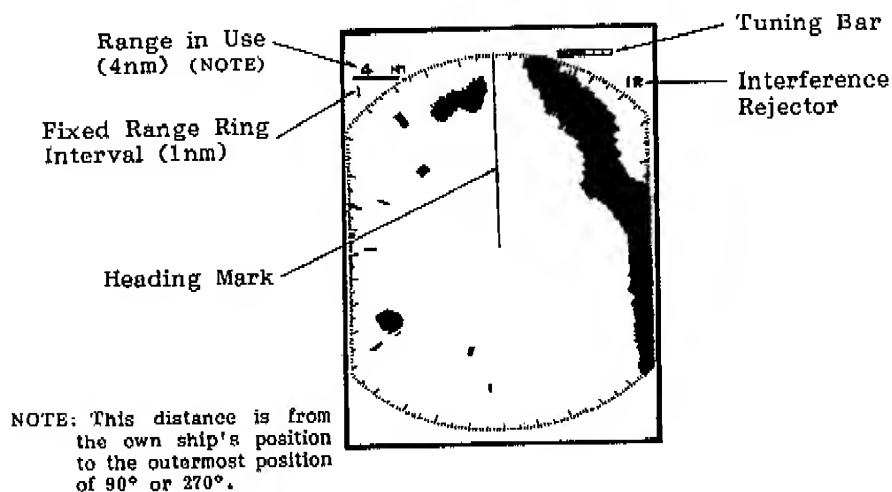 Range in Use
(4nm) (NOTE)
Fixed Range Ring
Interval (1nm)
Heading Mark
4 NM
1
IR
Tuning Bar
Interference
Rejector
NOTE: This distance is from
the own ship's position
to the outermost position
of 90° or 270°.